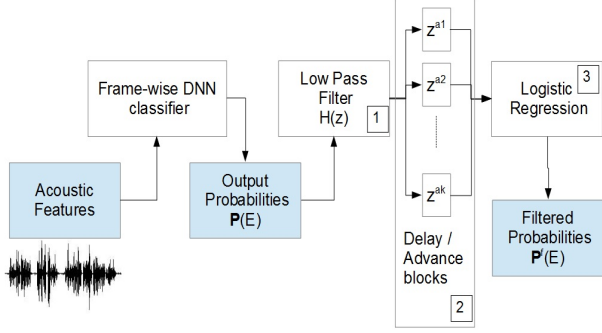 Acoustic
Features
Frame-wise DNN
classifier
Output
Probabilities
P(E)
Low Pass
Filter
H(z)
1
z^a1
z^a2
z^ak
Delay /
Advance
blocks
2
Logistic
Regression
3
Filtered
Probabilities
P^l(E)